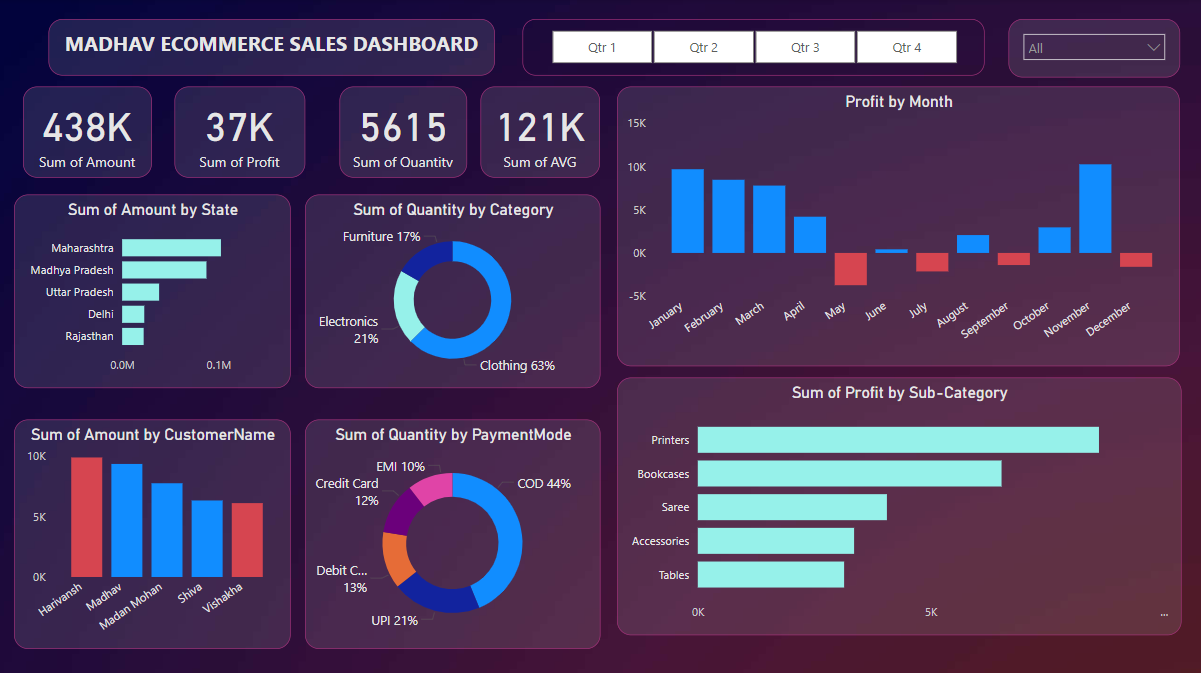 MADHAV ECOMMERCE SALES DASHBOARD
Qtr 1
Qtr 2
Qtr 3
Qtr 4
All
438K
Sum of Amount
37K
Sum of Profit
5615
Sum of Quantity
121K
Sum of AVG
Profit by Month
15K
10K
5K
0K
-5K
January
February
March
April
May
June
July
August
September
October
November
December
Sum of Amount by State
Maharashtra
Madhya Pradesh
Uttar Pradesh
Delhi
Rajasthan
0.0M
0.1M
Sum of Quantity by Category
Furniture 17%
Electronics
21%
Clothing 63%
Sum of Profit by Sub-Category
Printers
Bookcases
Saree
Accessories
Tables
0K
5K
...
Sum of Amount by CustomerName
10K
5K
0K
Harivansh
Madhav
Madan Mohan
Shiva
Vishakha
Sum of Quantity by PaymentMode
EMI 10%
Credit Card
12%
COD 44%
Debit C...
13%
UPI 21%